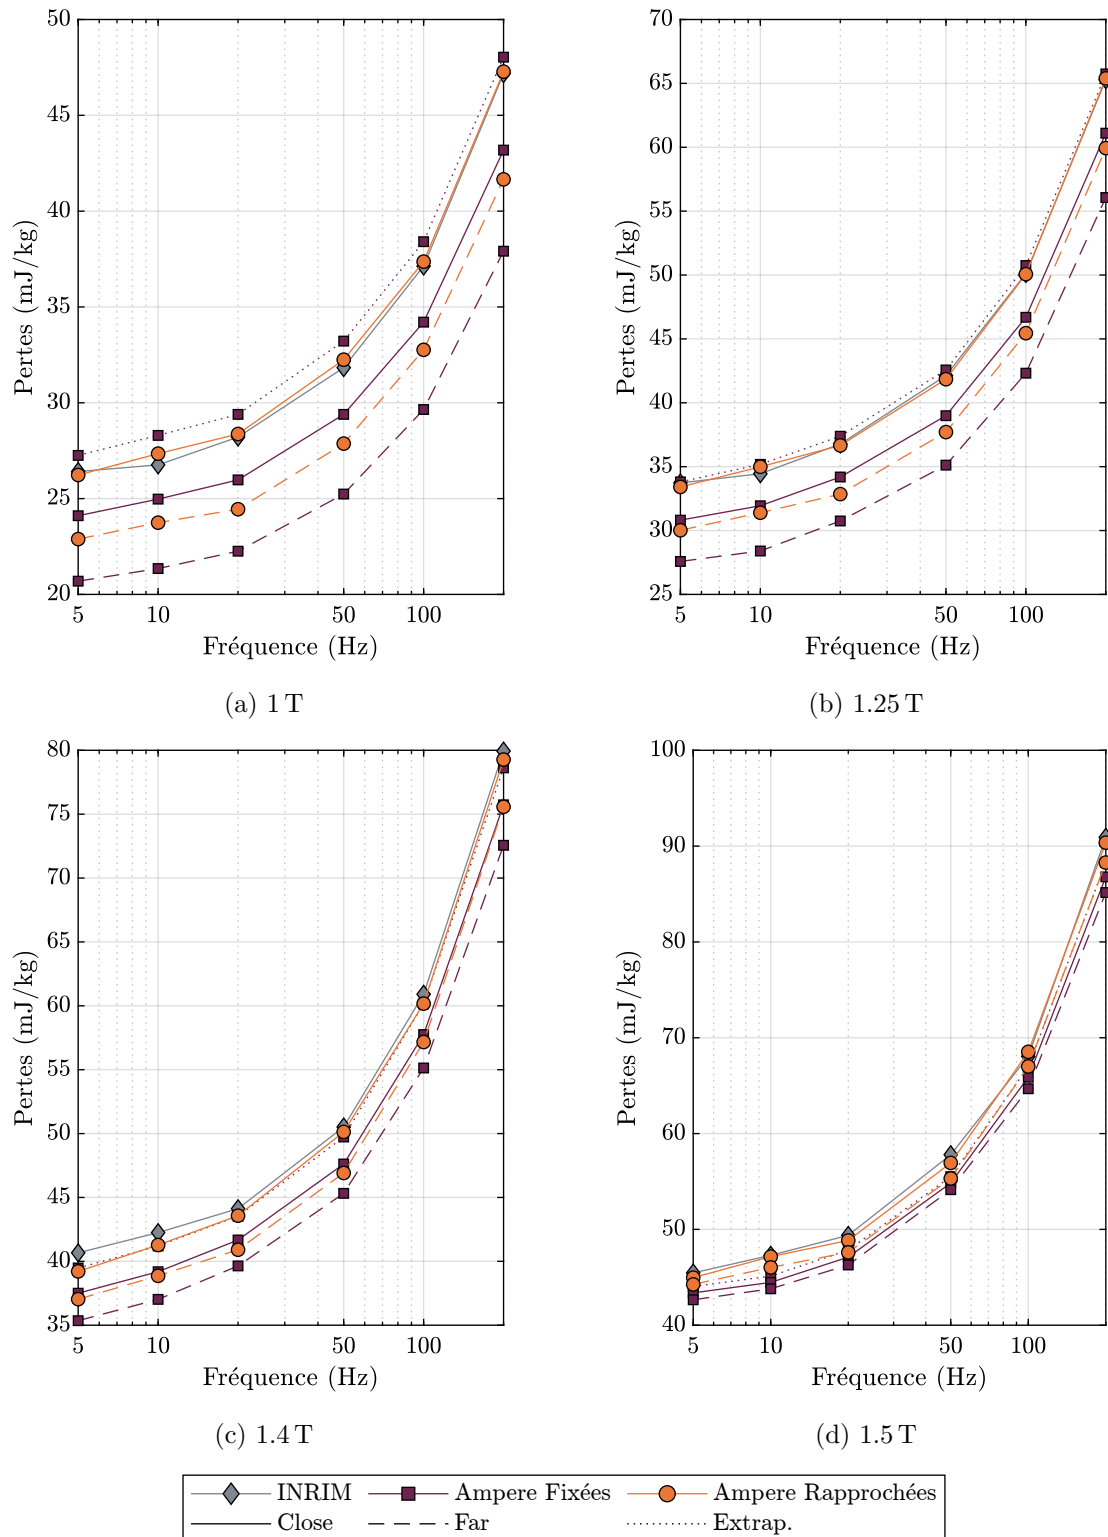 50
45
40
35
30
25
20
Pertes (mJ/kg)
5 10 50 100
Fréquence (Hz)
(a) 1 T
70
65
60
55
50
45
40
35
30
25
Pertes (mJ/kg)
5 10 50 100
Fréquence (Hz)
(b) 1.25 T
80
75
70
65
60
55
50
45
40
35
Pertes (mJ/kg)
5 10 50 100
Fréquence (Hz)
(c) 1.4 T
100
90
80
70
60
50
40
Pertes (mJ/kg)
5 10 50 100
Fréquence (Hz)
(d) 1.5 T
INRIM Ampere Fixées Ampere Rapprochées
Close Far Extrap.